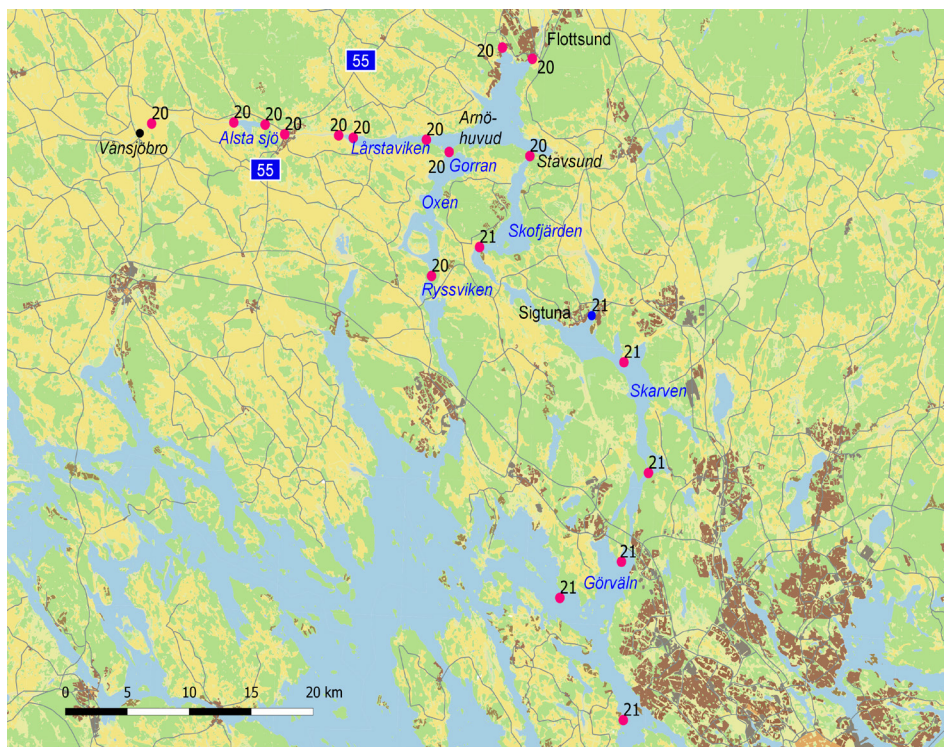 Flottsund
20
20
55
20
20
20
20
20
20
20
Vånsjöbro
Alsta sjö
Lårstaviken
Arnö-
huvud
55
20
Gorran
20
Stavsund
Oxen
Skofjärden
21
20
Ryssviken
Sigtuna
21
21
Skarven
21
21
Görväln
21
0 5 10 15 20 km
21